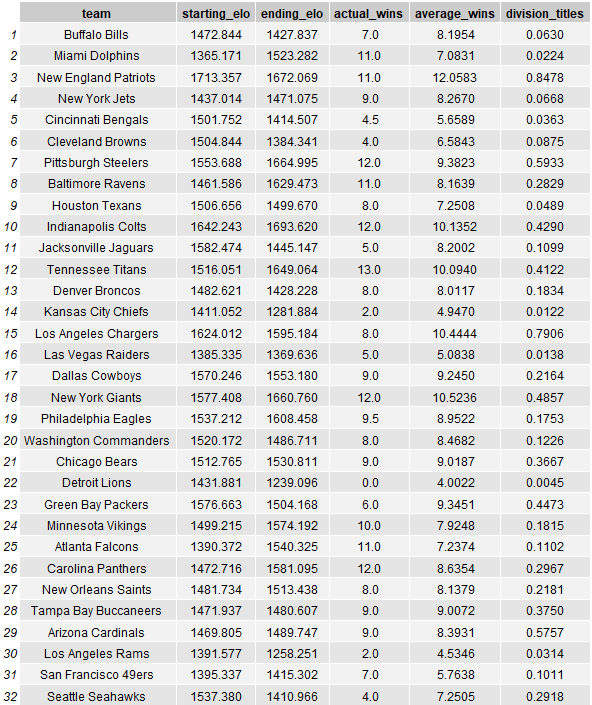 team starting_elo ending_elo actual_wins average_wins division_titles
1 Buffalo Bills 1472.844 1427.837 7.0 8.1954 0.0630
2 Miami Dolphins 1365.171 1523.282 11.0 7.0831 0.0224
3 New England Patriots 1713.357 1672.069 11.0 12.0583 0.8478
4 New York Jets 1437.014 1471.075 9.0 8.2670 0.0668
5 Cincinnati Bengals 1501.752 1414.507 4.5 5.6589 0.0363
6 Cleveland Browns 1504.844 1384.341 4.0 6.5843 0.0875
7 Pittsburgh Steelers 1553.688 1664.995 12.0 9.3823 0.5933
8 Baltimore Ravens 1461.586 1629.473 11.0 8.1639 0.2829
9 Houston Texans 1506.656 1499.670 8.0 7.2508 0.0489
10 Indianapolis Colts 1642.243 1693.620 12.0 10.1352 0.4290
11 Jacksonville Jaguars 1582.474 1445.147 5.0 8.2002 0.1099
12 Tennessee Titans 1516.051 1649.064 13.0 10.0940 0.4122
13 Denver Broncos 1482.621 1428.228 8.0 8.0117 0.1834
14 Kansas City Chiefs 1411.052 1281.884 2.0 4.9470 0.0122
15 Los Angeles Chargers 1624.012 1595.184 8.0 10.4444 0.7906
16 Las Vegas Raiders 1385.335 1369.636 5.0 5.0838 0.0138
17 Dallas Cowboys 1570.246 1553.180 9.0 9.2450 0.2164
18 New York Giants 1577.408 1660.760 12.0 10.5236 0.4857
19 Philadelphia Eagles 1537.212 1608.458 9.5 8.9522 0.1753
20 Washington Commanders 1520.172 1486.711 8.0 8.4682 0.1226
21 Chicago Bears 1512.765 1530.811 9.0 9.0187 0.3667
22 Detroit Lions 1431.881 1239.096 0.0 4.0022 0.0045
23 Green Bay Packers 1576.663 1504.168 6.0 9.3451 0.4473
24 Minnesota Vikings 1499.215 1574.192 10.0 7.9248 0.1815
25 Atlanta Falcons 1390.372 1540.325 11.0 7.2374 0.1102
26 Carolina Panthers 1472.716 1581.095 12.0 8.6354 0.2967
27 New Orleans Saints 1481.734 1513.438 8.0 8.1379 0.2181
28 Tampa Bay Buccaneers 1471.937 1480.607 9.0 9.0072 0.3750
29 Arizona Cardinals 1469.805 1489.747 9.0 8.3931 0.5757
30 Los Angeles Rams 1391.577 1258.251 2.0 4.5346 0.0314
31 San Francisco 49ers 1395.337 1415.302 7.0 5.7638 0.1011
32 Seattle Seahawks 1537.380 1410.966 4.0 7.2505 0.2918